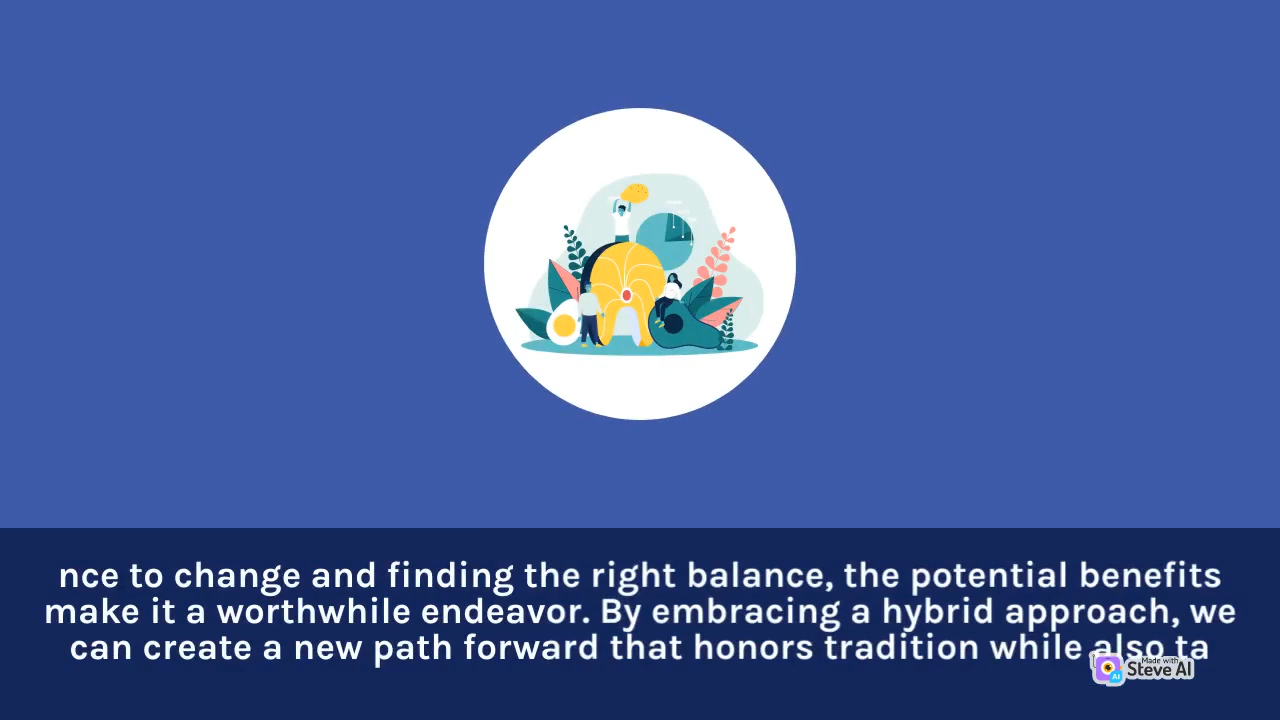 nce to change and finding the right balance, the potential benefits
make it a worthwhile endeavor. By embracing a hybrid approach, we
can create a new path forward that honors tradition while also ta
Made with
Steve AI
AI